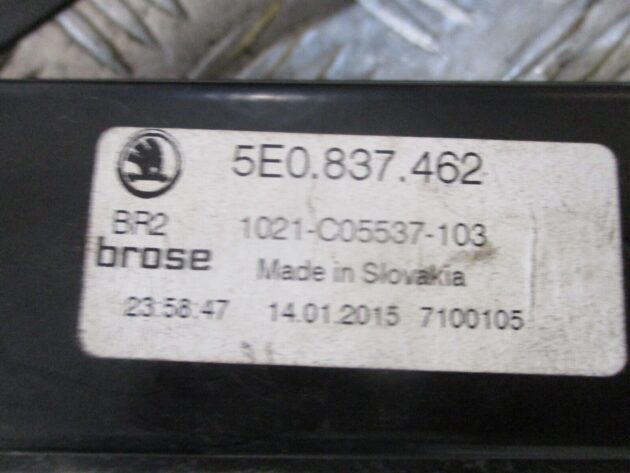 5E0.837.462
BR2 1021-C05537-103
brose Made in Slovakia
23:58:47 14.01.2015 7100105